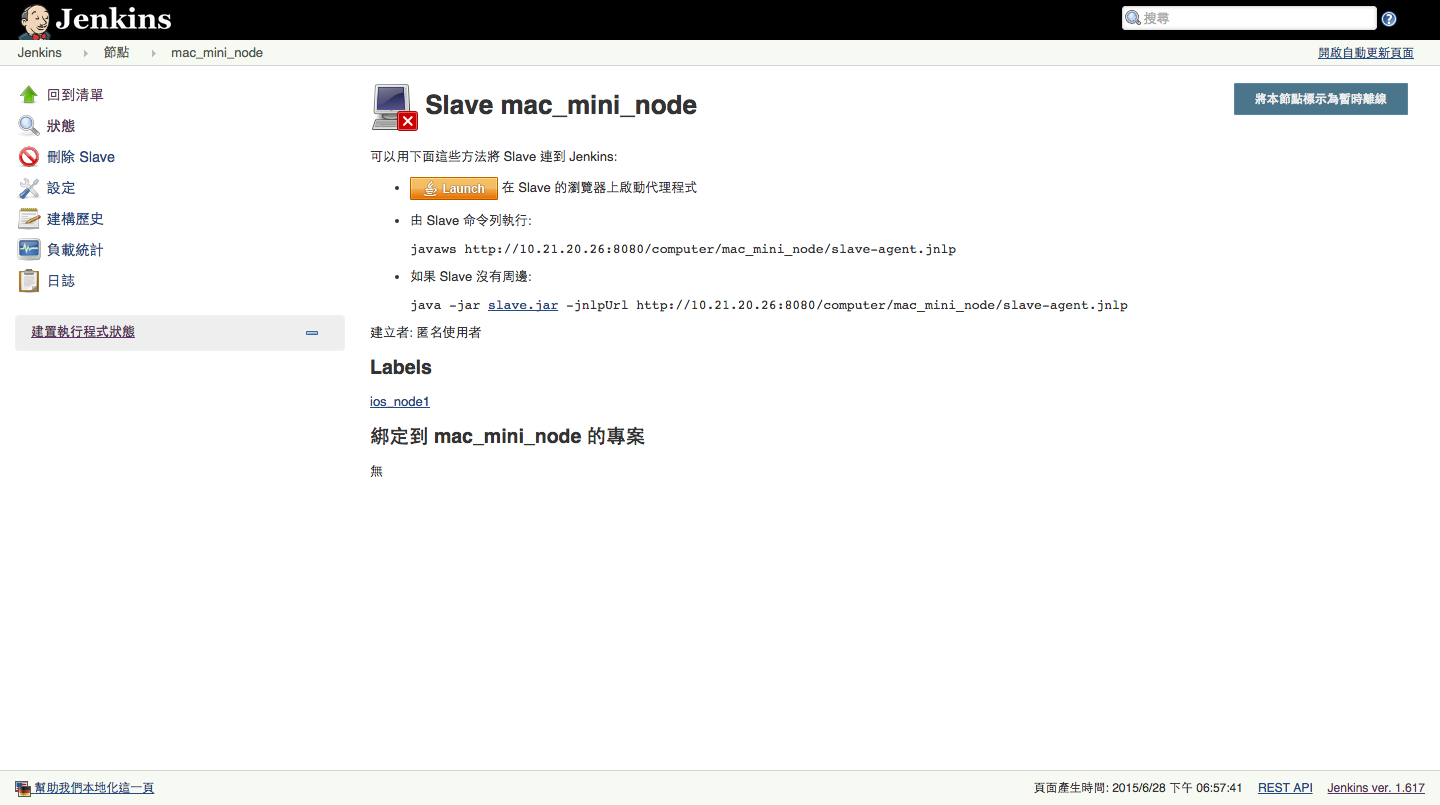 Jenkins
搜尋
Jenkins 節點 mac_mini_node
開啟自動更新頁面
回到清單
狀態
刪除 Slave
設定
建構歷史
負載統計
日誌
建置執行程式狀態
Slave mac_mini_node
將本節點標示為暫時離線
可以用下面這些方法將 Slave 連到 Jenkins:
Launch 在 Slave 的瀏覽器上啟動代理程式
由 Slave 命令列執行:
javaws http://10.21.20.26:8080/computer/mac_mini_node/slave-agent.jnlp
如果 Slave 沒有周邊:
java -jar slave.jar -jnlpUrl http://10.21.20.26:8080/computer/mac_mini_node/slave-agent.jnlp
建立者: 匿名使用者
Labels
ios_node1
綁定到 mac_mini_node 的專案
無
幫助我們本地化這一頁
頁面產生時間: 2015/6/28 下午 06:57:41 REST API Jenkins ver. 1.617